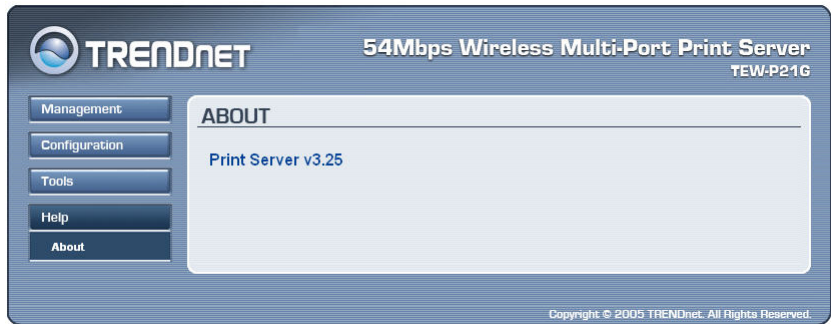 TRENDNET
54Mbps Wireless Multi-Port Print Server
TEW-P21G
Management
Configuration
Tools
Help
About
ABOUT
Print Server v3.25
Copyright © 2005 TRENDnet. All Rights Reserved.